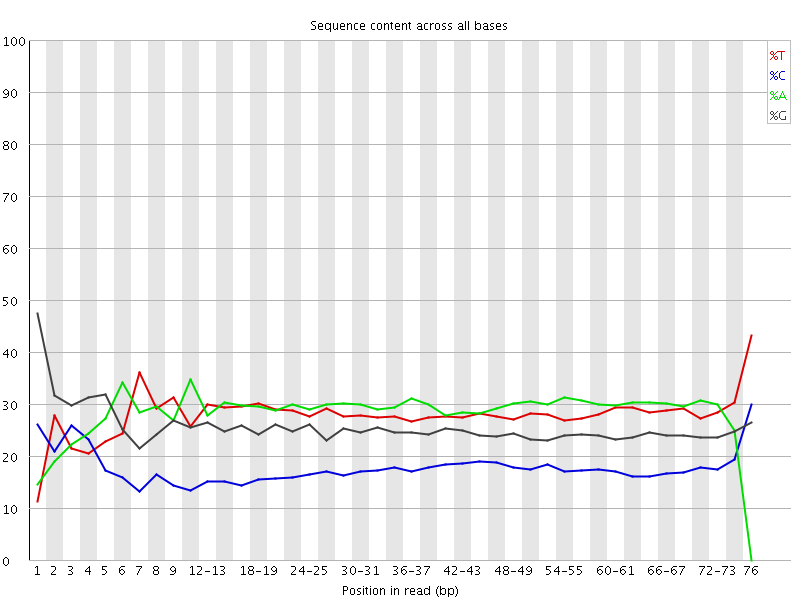 Sequence content across all bases
100
90
80
70
60
50
40
30
20
10
0
%T
%C
%A
%G
1 2 3 4 5 6 7 8 9 12-13 18-19 24-25 30-31 36-37 42-43 48-49 54-55 60-61 66-67 72-73 76
Position in read (bp)